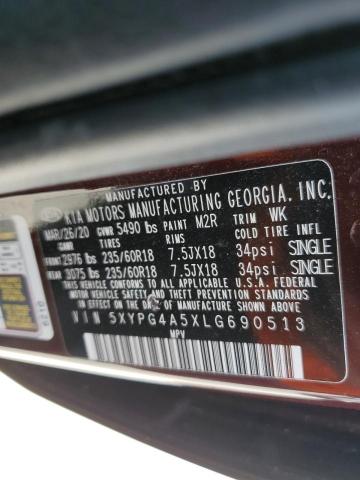 MANUFACTURED BY
KIA MOTORS MANUFACTURING GEORGIA, INC.
MAR/26/20 GVWR 5490 lbs PAINT M2R TRIM WK
GAWR TIRES RIMS COLD TIRE INFL
FRONT 2976 lbs 235/60R18 7.5JX18 34psi SINGLE
REAR 3075 lbs 235/60R18 7.5JX18 34psi SINGLE
THIS VEHICLE CONFORMS TO ALL APPLICABLE U.S.A. FEDERAL
MOTOR VEHICLE SAFETY AND THEFT PREVENTION STANDARDS
IN EFFECT ON THE DATE OF MANUFACTURE SHOWN ABOVE.
VIN 5XYPG4A5XLG690513
MPV